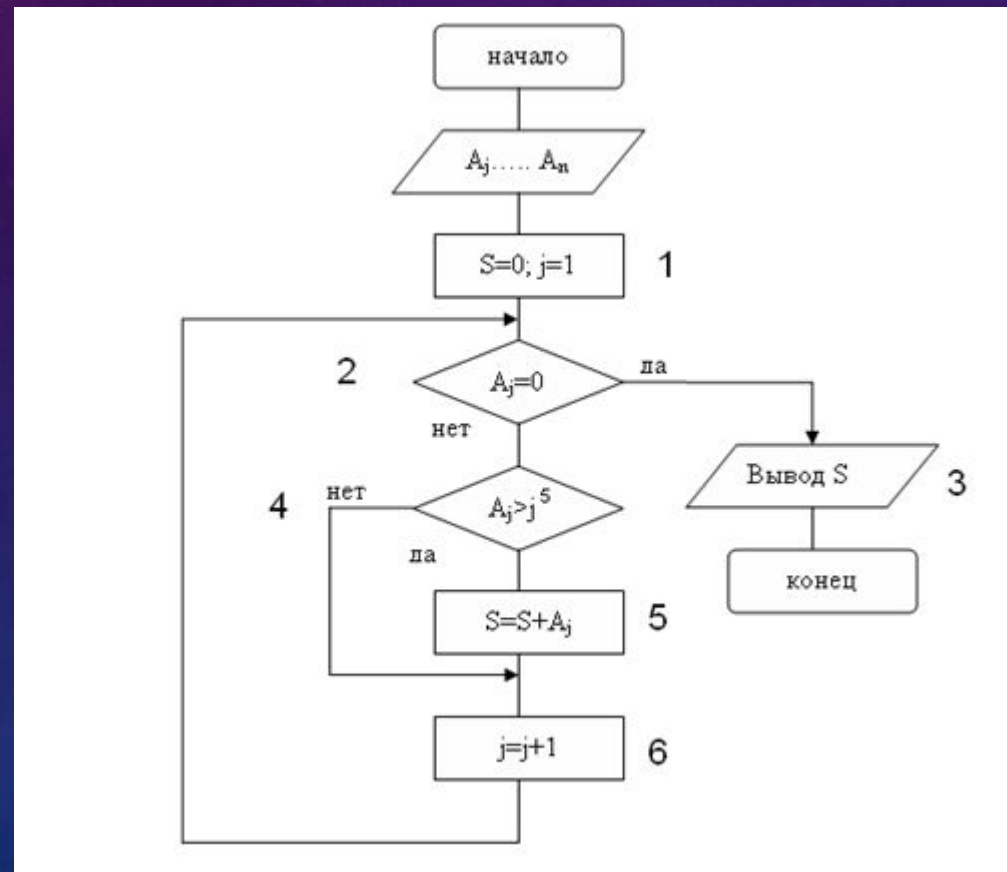 начало
Aj..... An
S=0; j=1
1
2
Aj=0
да
нет
Вывод S
3
4
нет
Aj>j⁵
да
конец
S=S+Aj
5
j=j+1
6